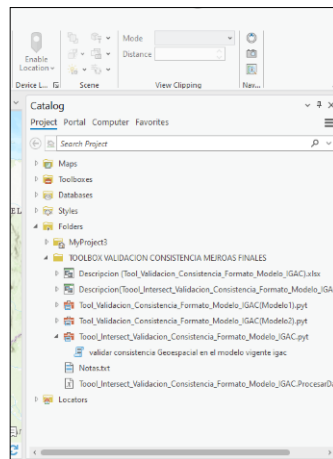 Mode
Distance
Enable
Location
Device L...
Scene
View Clipping
Nav...
Catalog
Project Portal Computer Favorites
Search Project
Maps
Toolboxes
Databases
Styles
Folders
MyProject3
TOOLBOX VALIDACION CONSISTENCIA MEJROAS FINALES
Descripcion (Tool_Validacion_Consistencia_Formato_Modelo_IGAC).xlsx
Descripcion(Toool_Intersect_Validacion_Consistencia_Formato_Modelo_IGA
Tool_Validacion_Consistencia_Formato_Modelo_IGAC(Modelo1).pyt
Tool_Validacion_Consistencia_Formato_Modelo_IGAC(Modelo2).pyt
Toool_Intersect_Validacion_Consistencia_Formato_Modelo_IGAC.pyt
validar consistencia Geoespacial en el modelo vigente igac
Notas.txt
Toool_Intersect_Validacion_Consistencia_Formato_Modelo_IGAC.ProcesarDa
Locators